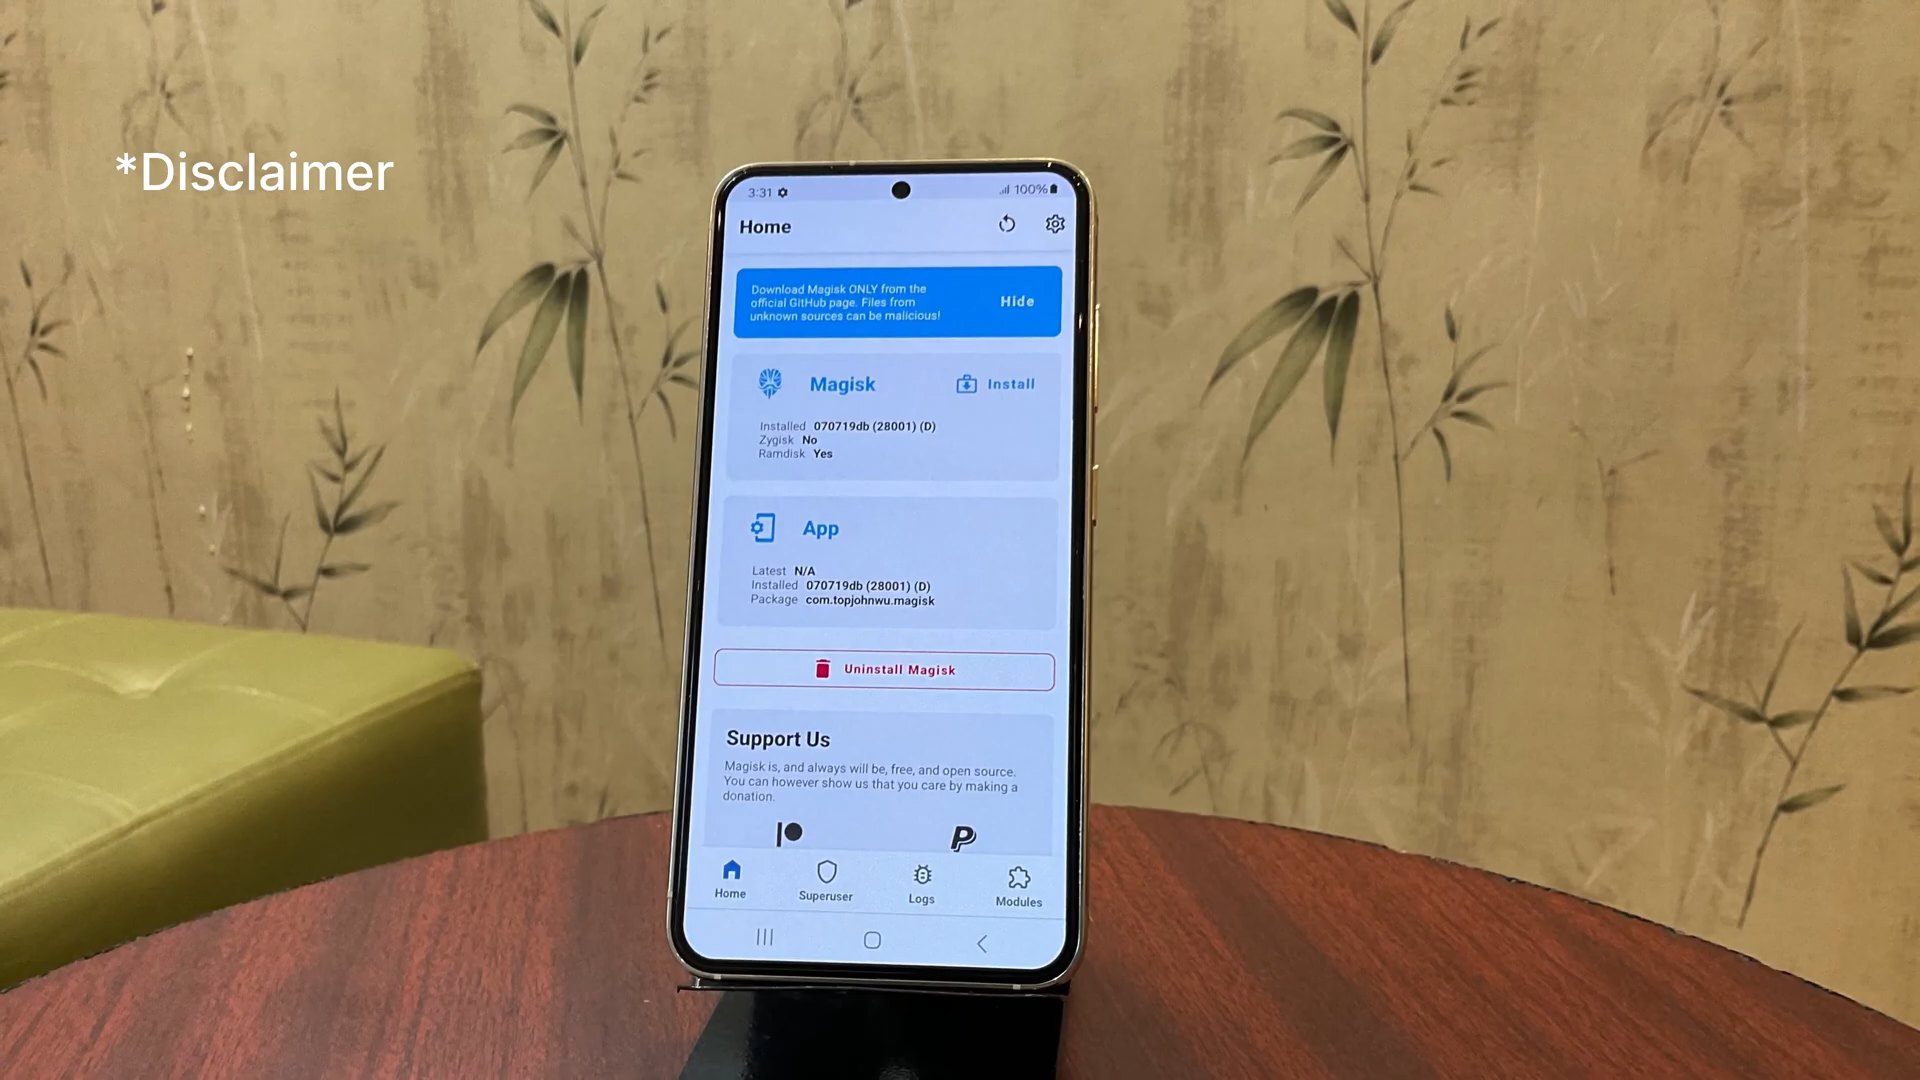 *Disclaimer
3:31
100%
Home
Download Magisk ONLY from the
official GitHub page. Files from
unknown sources can be malicious!
Hide
Magisk
Install
Installed 070719db (28001) (D)
Zygisk No
Ramdisk Yes
App
Latest N/A
Installed 070719db (28001) (D)
Package com.topjohnwu.magisk
Uninstall Magisk
Support Us
Magisk is, and always will be, free, and open source.
You can however show us that you care by making a
donation.
Home
Superuser
Logs
Modules